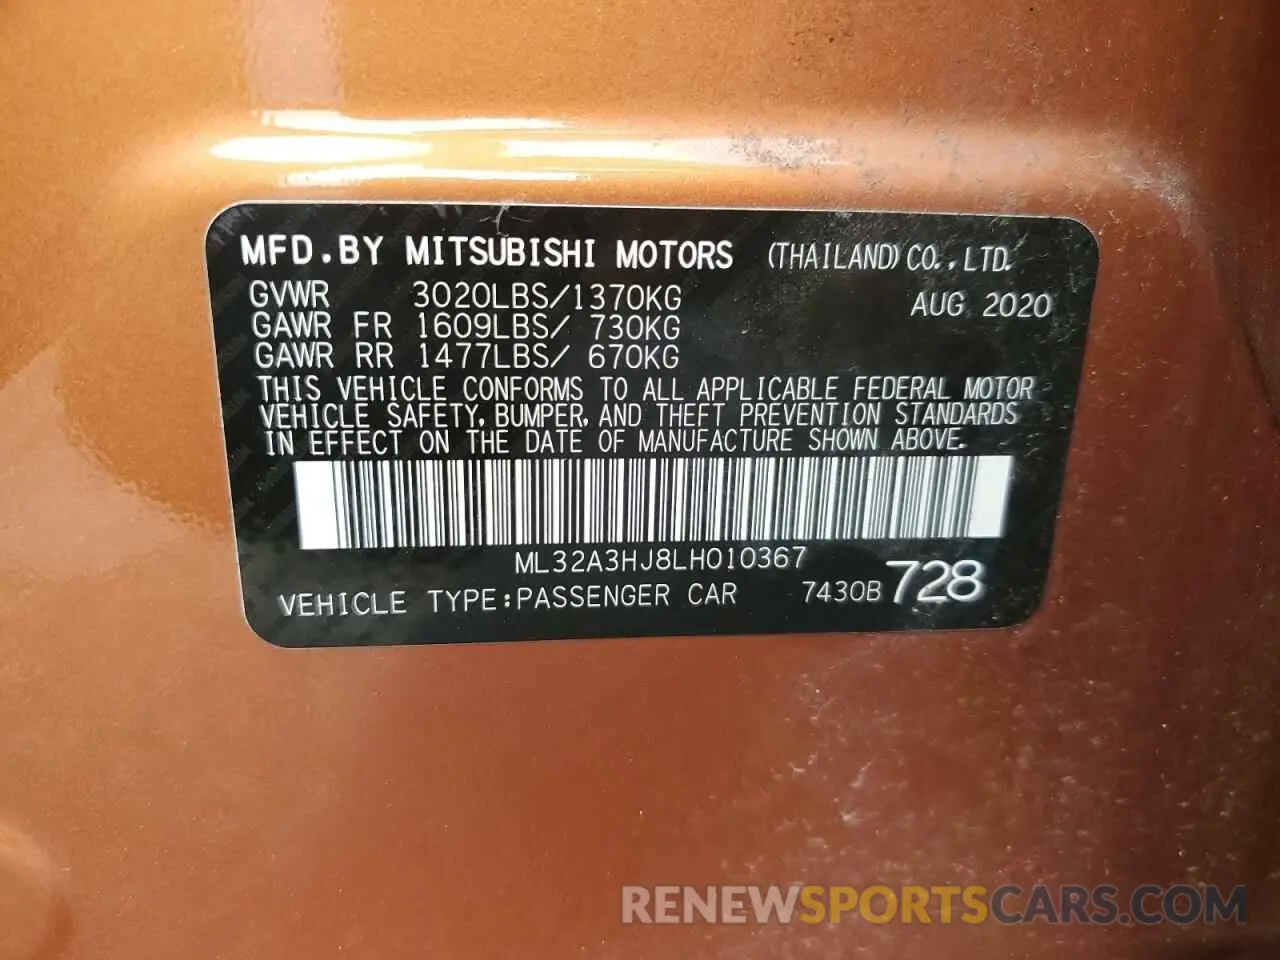 MFD.BY MITSUBISHI MOTORS (THAILAND) CO., LTD.
GVWR 3020LBS/1370KG AUG 2020
GAWR FR 1609LBS/ 730KG
GAWR RR 1477LBS/ 670KG
THIS VEHICLE CONFORMS TO ALL APPLICABLE FEDERAL MOTOR
VEHICLE SAFETY, BUMPER, AND THEFT PREVENTION STANDARDS
IN EFFECT ON THE DATE OF MANUFACTURE SHOWN ABOVE.
ML32A3HJ8LH010367
VEHICLE TYPE:PASSENGER CAR 7430B 728
RENEWSPORTSCARS.COM